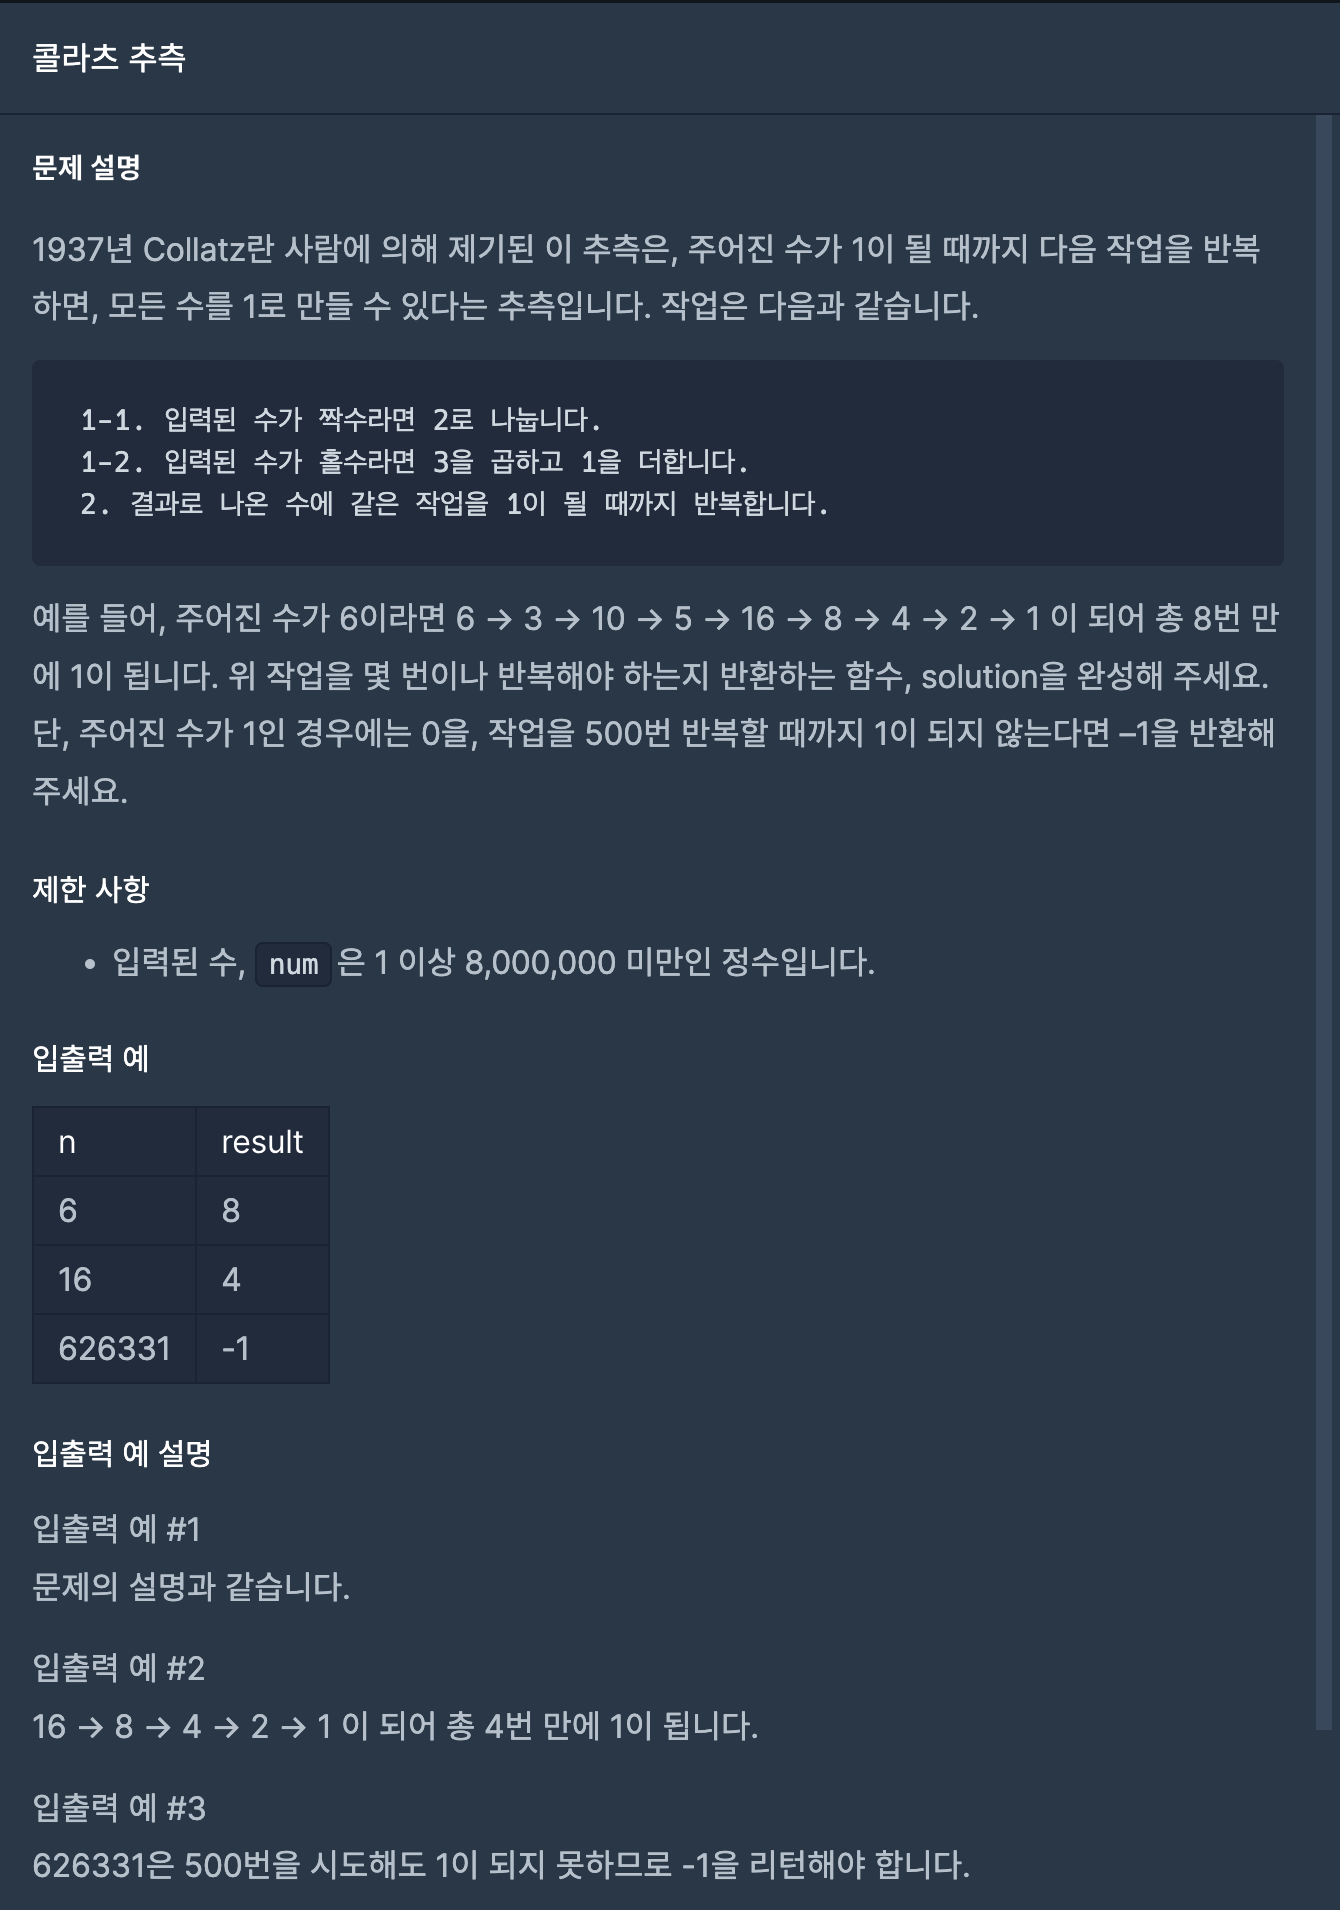 콜라츠 추측
문제 설명
1937년 Collatz란 사람에 의해 제기된 이 추측은, 주어진 수가 1이 될 때까지 다음 작업을 반복
하면, 모든 수를 1로 만들 수 있다는 추측입니다. 작업은 다음과 같습니다.
1-1. 입력된 수가 짝수라면 2로 나눕니다.
1-2. 입력된 수가 홀수라면 3을 곱하고 1을 더합니다.
2. 결과로 나온 수에 같은 작업을 1이 될 때까지 반복합니다.
예를 들어, 주어진 수가 6이라면 6 → 3 → 10 → 5 → 16 → 8 → 4 → 2 → 1 이 되어 총 8번 만
에 1이 됩니다. 위 작업을 몇 번이나 반복해야 하는지 반환하는 함수, solution을 완성해 주세요.
단, 주어진 수가 1인 경우에는 0을, 작업을 500번 반복할 때까지 1이 되지 않는다면 –1을 반환해
주세요.
제한 사항
• 입력된 수, num 은 1 이상 8,000,000 미만인 정수입니다.
입출력 예
n result
6 8
16 4
626331 -1
입출력 예 설명
입출력 예 #1
문제의 설명과 같습니다.
입출력 예 #2
16 → 8 → 4 → 2 → 1 이 되어 총 4번 만에 1이 됩니다.
입출력 예 #3
626331은 500번을 시도해도 1이 되지 못하므로 -1을 리턴해야 합니다.